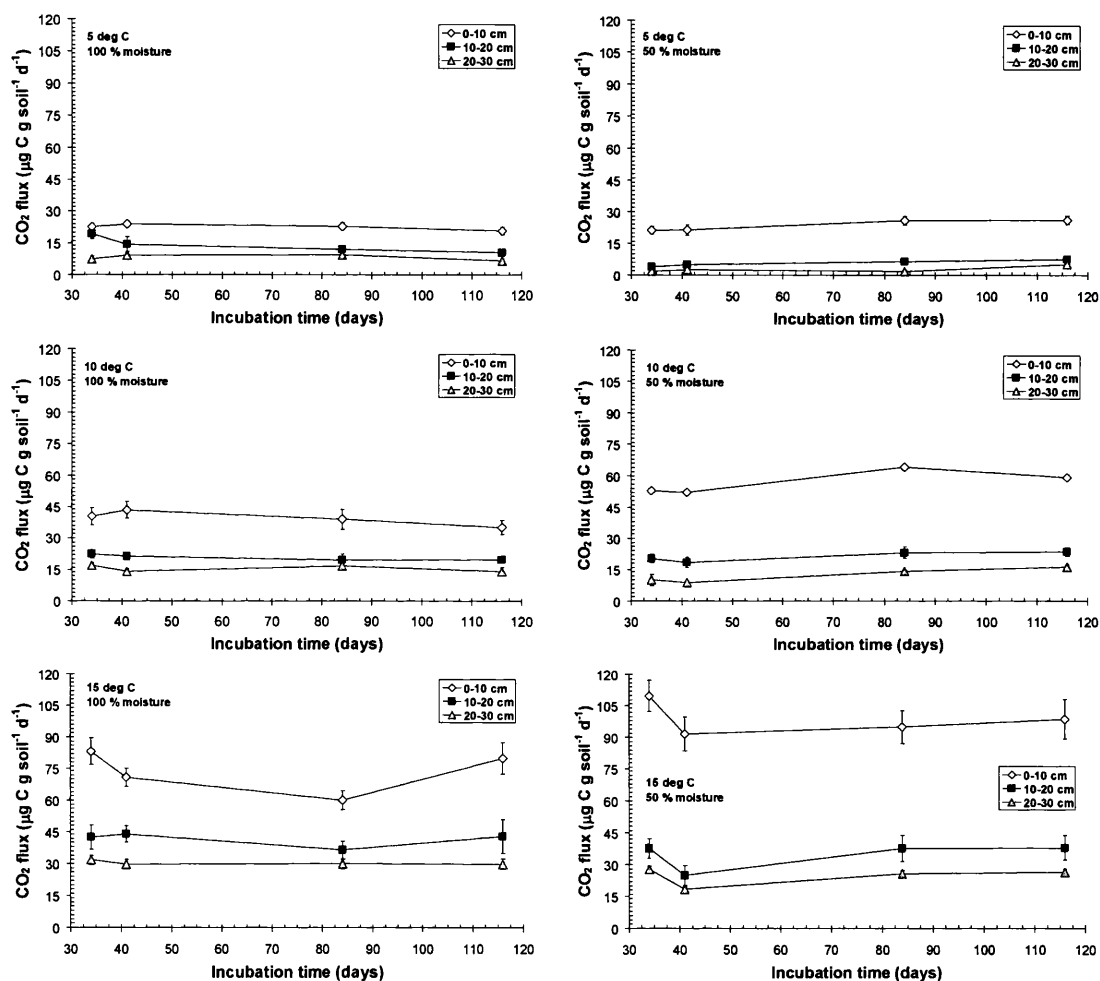 5 deg C
100 % moisture
0-10 cm
10-20 cm
20-30 cm
CO₂ flux (µg C g soil⁻¹ d⁻¹)
120
105
90
75
60
45
30
15
0
30 40 50 60 70 80 90 100 110 120
Incubation time (days)
5 deg C
50 % moisture
0-10 cm
10-20 cm
20-30 cm
CO₂ flux (µg C g soil⁻¹ d⁻¹)
120
105
90
75
60
45
30
15
0
30 40 50 60 70 80 90 100 110 120
Incubation time (days)
10 deg C
100 % moisture
0-10 cm
10-20 cm
20-30 cm
CO₂ flux (µg C g soil⁻¹ d⁻¹)
120
105
90
75
60
45
30
15
0
30 40 50 60 70 80 90 100 110 120
Incubation time (days)
10 deg C
50 % moisture
0-10 cm
10-20 cm
20-30 cm
CO₂ flux (µg C g soil⁻¹ d⁻¹)
120
105
90
75
60
45
30
15
0
30 40 50 60 70 80 90 100 110 120
Incubation time (days)
15 deg C
100 % moisture
0-10 cm
10-20 cm
20-30 cm
CO₂ flux (µg C g soil⁻¹ d⁻¹)
120
105
90
75
60
45
30
15
0
30 40 50 60 70 80 90 100 110 120
Incubation time (days)
15 deg C
50 % moisture
0-10 cm
10-20 cm
20-30 cm
CO₂ flux (µg C g soil⁻¹ d⁻¹)
120
105
90
75
60
45
30
15
0
30 40 50 60 70 80 90 100 110 120
Incubation time (days)